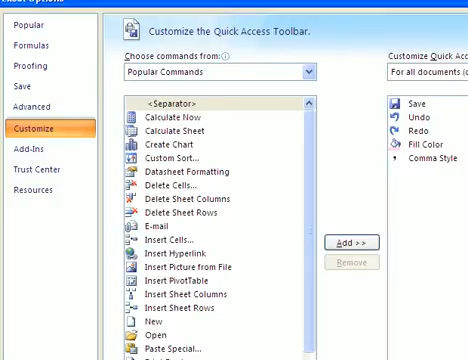 Popular
Formulas
Proofing
Save
Advanced
Customize
Add-Ins
Trust Center
Resources
Customize the Quick Access Toolbar.
Choose commands from:
Popular Commands
<Separator>
Calculate Now
Calculate Sheet
Create Chart
Custom Sort...
Datasheet Formatting
Delete Cells...
Delete Sheet Columns
Delete Sheet Rows
E-mail
Insert Cells...
Insert Hyperlink
Insert Picture from File
Insert PivotTable
Insert Sheet Columns
Insert Sheet Rows
New
Open
Paste Special...
Add >>
Remove
Customize Quick Acc
For all documents (
Save
Undo
Redo
Fill Color
Comma Style